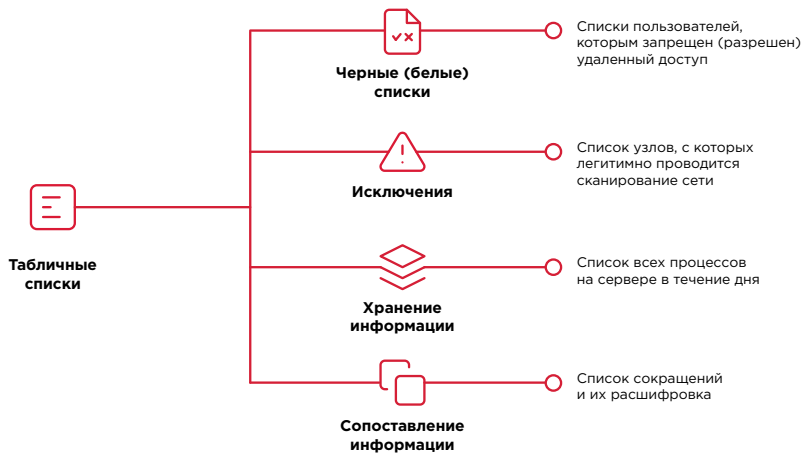 Табличные
списки
Черные (белые)
списки
Списки пользователей,
которым запрещен (разрешен)
удаленный доступ
Исключения
Список узлов, с которых
легитимно проводится
сканирование сети
Хранение
информации
Список всех процессов
на сервере в течение дня
Сопоставление
информации
Список сокращений
и их расшифровка